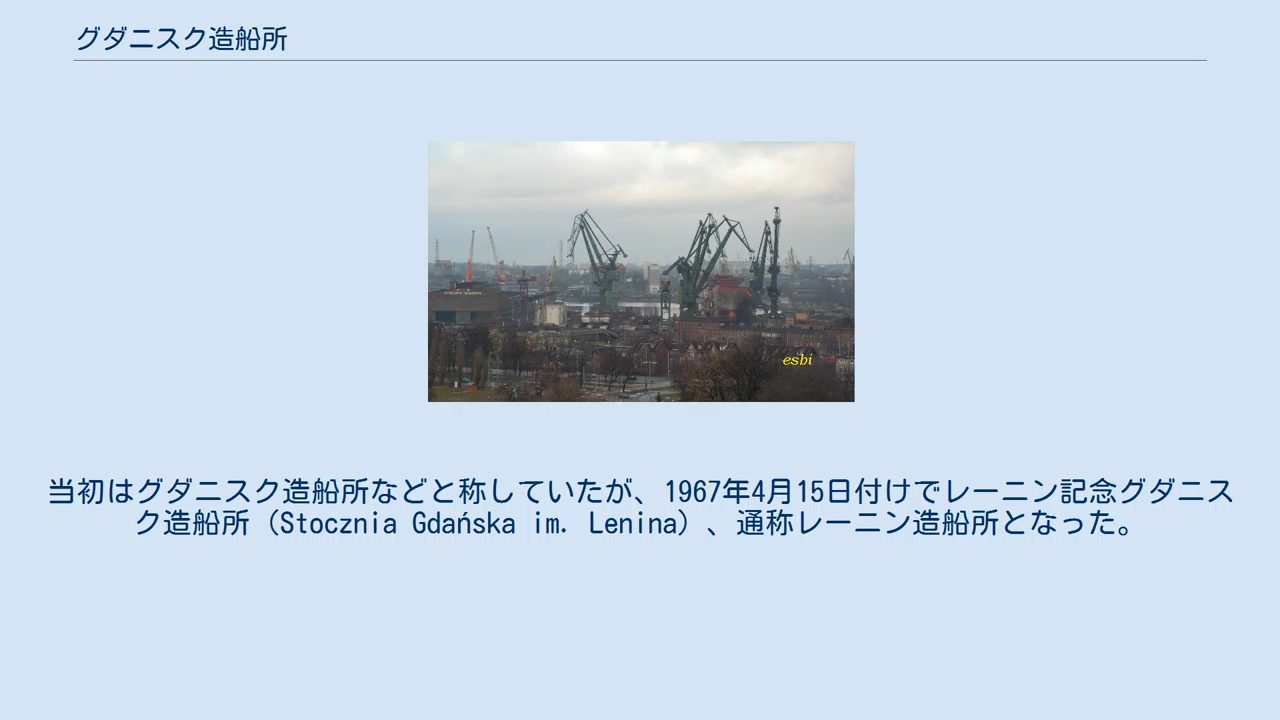 グダニスク造船所
esbi
当初はグダニスク造船所などと称していたが、1967年4月15日付けでレーニン記念グダニス
ク造船所（Stocznia Gdańska im. Lenina）、通称レーニン造船所となった。